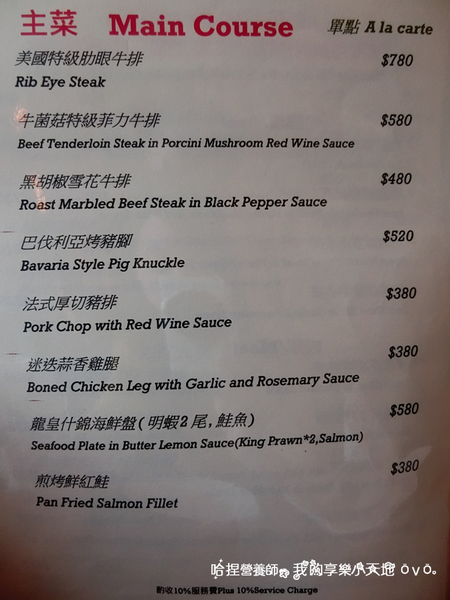 主菜 Main Course 單點 A la carte
美國特級肋眼牛排 $780
Rib Eye Steak
牛菌菇特級菲力牛排 $580
Beef Tenderloin Steak in Porcini Mushroom Red Wine Sauce
黑胡椒雪花牛排 $480
Roast Marbled Beef Steak in Black Pepper Sauce
巴伐利亞烤豬腳 $520
Bavaria Style Pig Knuckle
法式厚切豬排 $380
Pork Chop with Red Wine Sauce
迷迭蒜香雞腿 $380
Boned Chicken Leg with Garlic and Rosemary Sauce
龍皇什錦海鮮盤(明蝦2尾,鮭魚) $580
Seafood Plate in Butter Lemon Sauce(King Prawn*2,Salmon)
煎烤鮮紅鮭 $380
Pan Fried Salmon Fillet
哈捏營養師。我的享樂小天地 ovo。
酌收10%服務費Plus 10%Service Charge